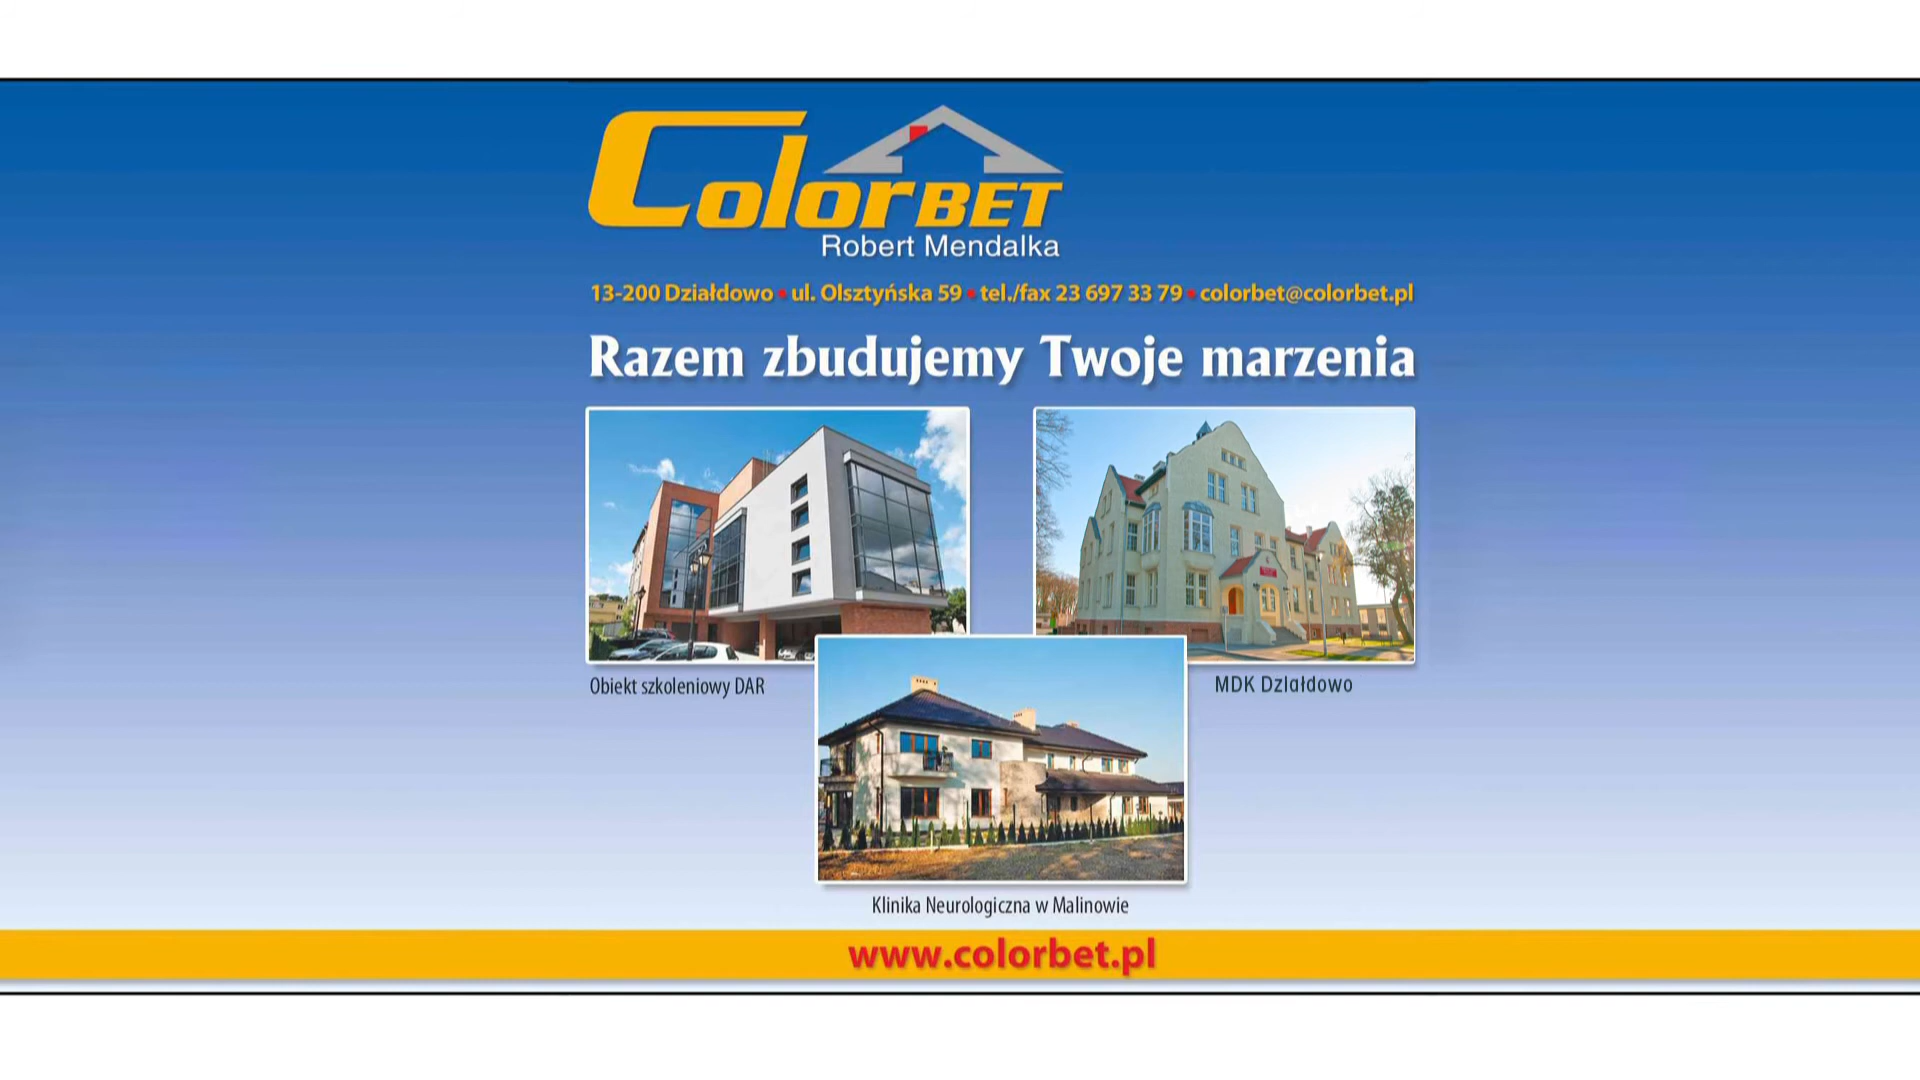 ColorBET
Robert Mendalka
13-200 Działdowo • ul. Olsztyńska 59 • tel./fax 23 697 33 79 • colorbet@colorbet.pl
Razem zbudujemy Twoje marzenia
Obiekt szkoleniowy DAR
MDK Działdowo
Klinika Neurologiczna w Malinowie
www.colorbet.pl